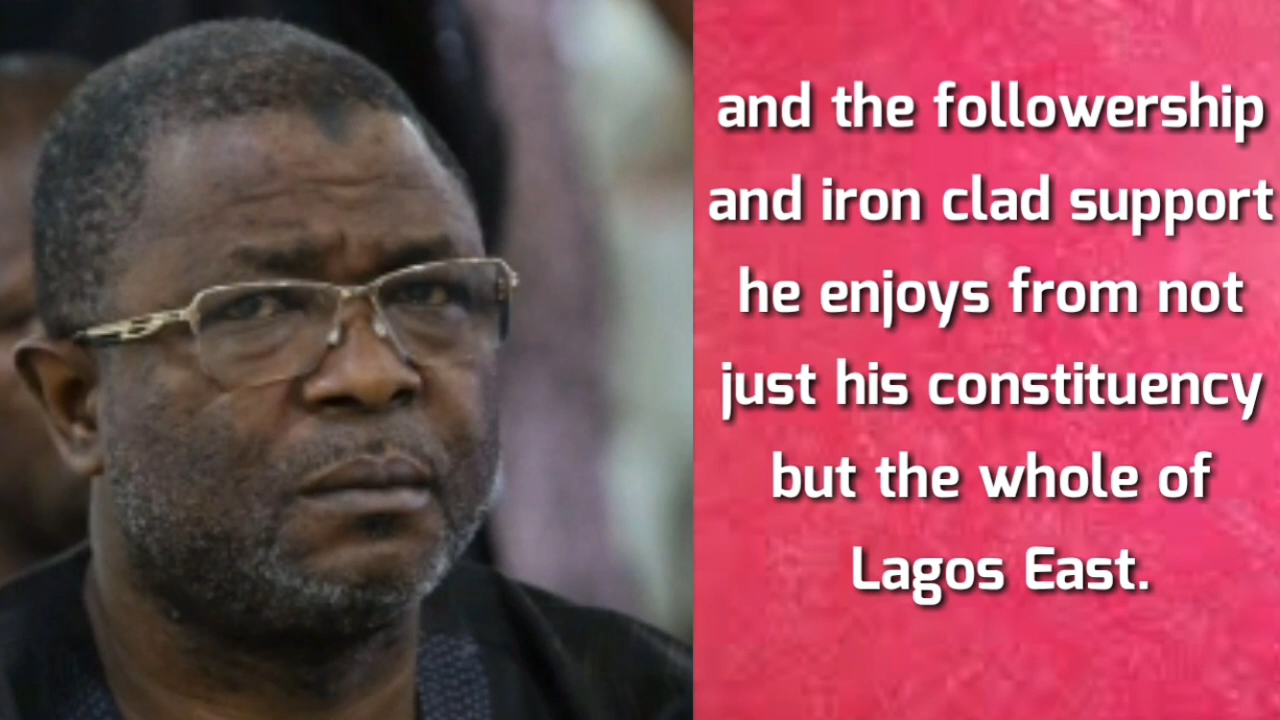 and the followership
and iron clad support
he enjoys from not
just his constituency
but the whole of
Lagos East.